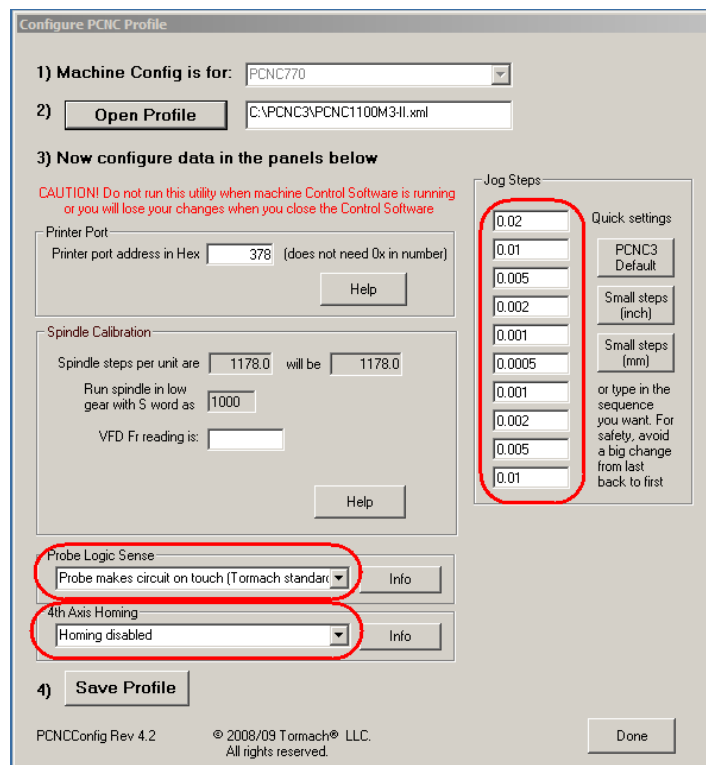 Configure PCNC Profile
1) Machine Config is for: PCNC770
2) Open Profile C:\PCNC3\PCNC1100M3-II.xml
3) Now configure data in the panels below
CAUTION! Do not run this utility when machine Control Software is running
or you will lose your changes when you close the Control Software
Printer Port
Printer port address in Hex 378 (does not need 0x in number)
Help
Spindle Calibration
Spindle steps per unit are 1178.0 will be 1178.0
Run spindle in low
gear with S word as 1000
VFD Fr reading is:
Help
Probe Logic Sense
Probe makes circuit on touch (Tormach standard
Info
4th Axis Homing
Homing disabled
Info
Jog Steps
0.02
0.01
0.005
0.002
0.001
0.0005
0.001
0.002
0.005
0.01
Quick settings
PCNC3
Default
Small steps
(inch)
Small steps
(mm)
or type in the
sequence
you want. For
safety, avoid
a big change
from last
back to first
4) Save Profile
PCNCConfig Rev 4.2
© 2008/09 Tormach® LLC.
All rights reserved.
Done